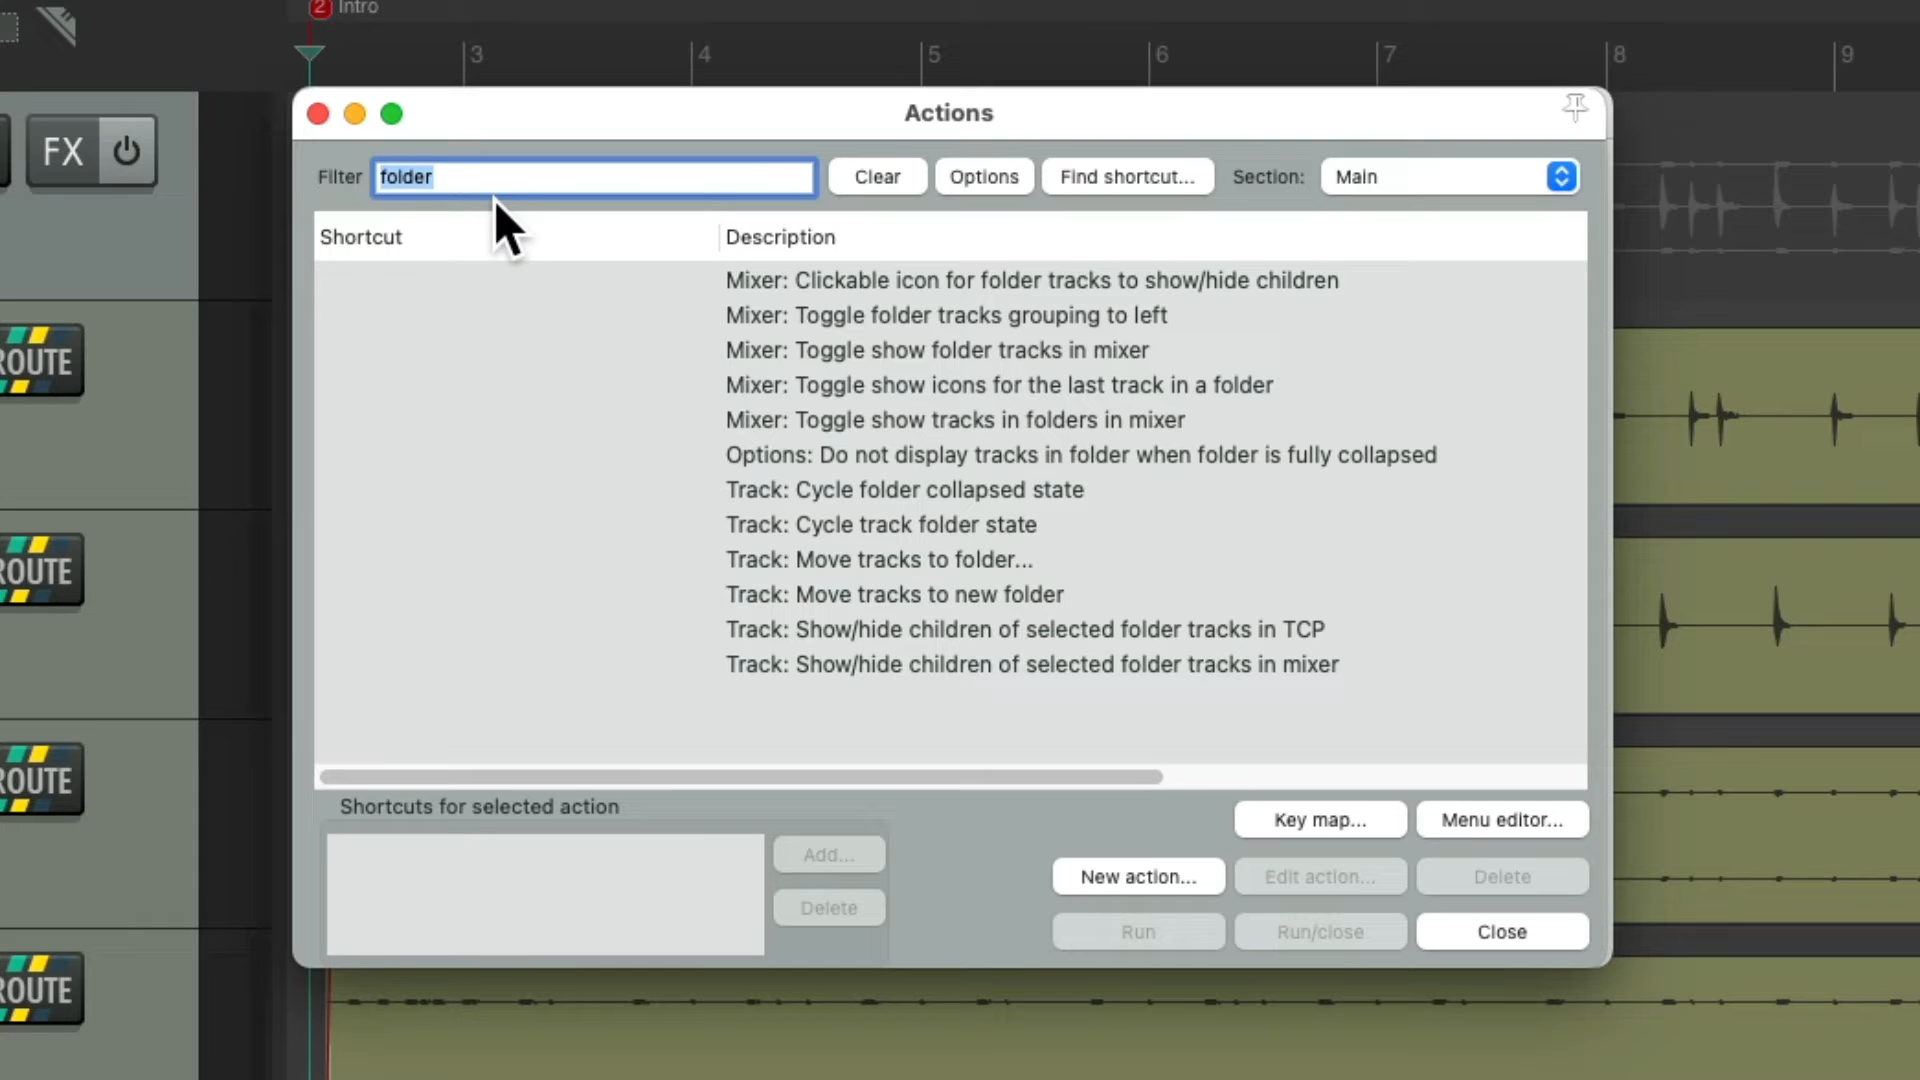 2 Intro
3 4 5 6 7 8 9
Actions
FX
Filter folder Clear Options Find shortcut... Section: Main
Shortcut Description
Mixer: Clickable icon for folder tracks to show/hide children
Mixer: Toggle folder tracks grouping to left
Mixer: Toggle show folder tracks in mixer
ROUTE
Mixer: Toggle show icons for the last track in a folder
Mixer: Toggle show tracks in folders in mixer
Options: Do not display tracks in folder when folder is fully collapsed
Track: Cycle folder collapsed state
Track: Cycle track folder state
Track: Move tracks to folder...
ROUTE
Track: Move tracks to new folder
Track: Show/hide children of selected folder tracks in TCP
Track: Show/hide children of selected folder tracks in mixer
ROUTE
Shortcuts for selected action
Key map... Menu editor...
Add...
New action... Edit action... Delete
Delete
Run Run/close Close
ROUTE